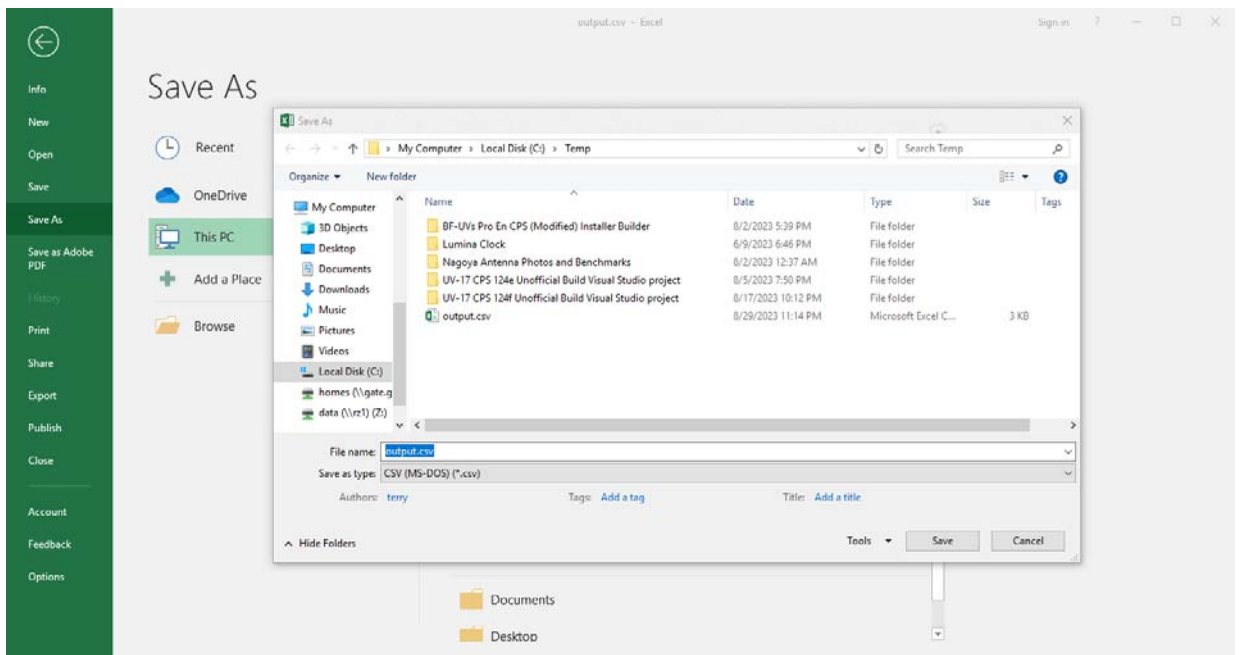 output.csv - Excel
Sign in ?
Info
New
Open
Save
Save As
Save as Adobe
PDF
History
Print
Share
Export
Publish
Close
Account
Feedback
Options
Save As
Recent
OneDrive
This PC
Add a Place
Browse
Save As
My Computer › Local Disk (C:) › Temp
Search Temp
Organize
New folder
My Computer
3D Objects
Desktop
Documents
Downloads
Music
Pictures
Videos
Local Disk (C:)
homes (\\gate.g
data (\\rz1) (Z:)
Name Date Type Size Tags
BF-UVs Pro En CPS (Modified) Installer Builder 8/2/2023 5:39 PM File folder
Lumina Clock 6/9/2023 6:46 PM File folder
Nagoya Antenna Photos and Benchmarks 8/2/2023 12:37 AM File folder
UV-17 CPS 124e Unofficial Build Visual Studio project 8/5/2023 7:50 PM File folder
UV-17 CPS 124f Unofficial Build Visual Studio project 8/17/2023 10:12 PM File folder
output.csv 8/29/2023 11:14 PM Microsoft Excel C... 3 KB
File name: output.csv
Save as type: CSV (MS-DOS) (*.csv)
Authors: terry Tags: Add a tag Title: Add a title
Hide Folders
Tools Save Cancel
Documents
Desktop